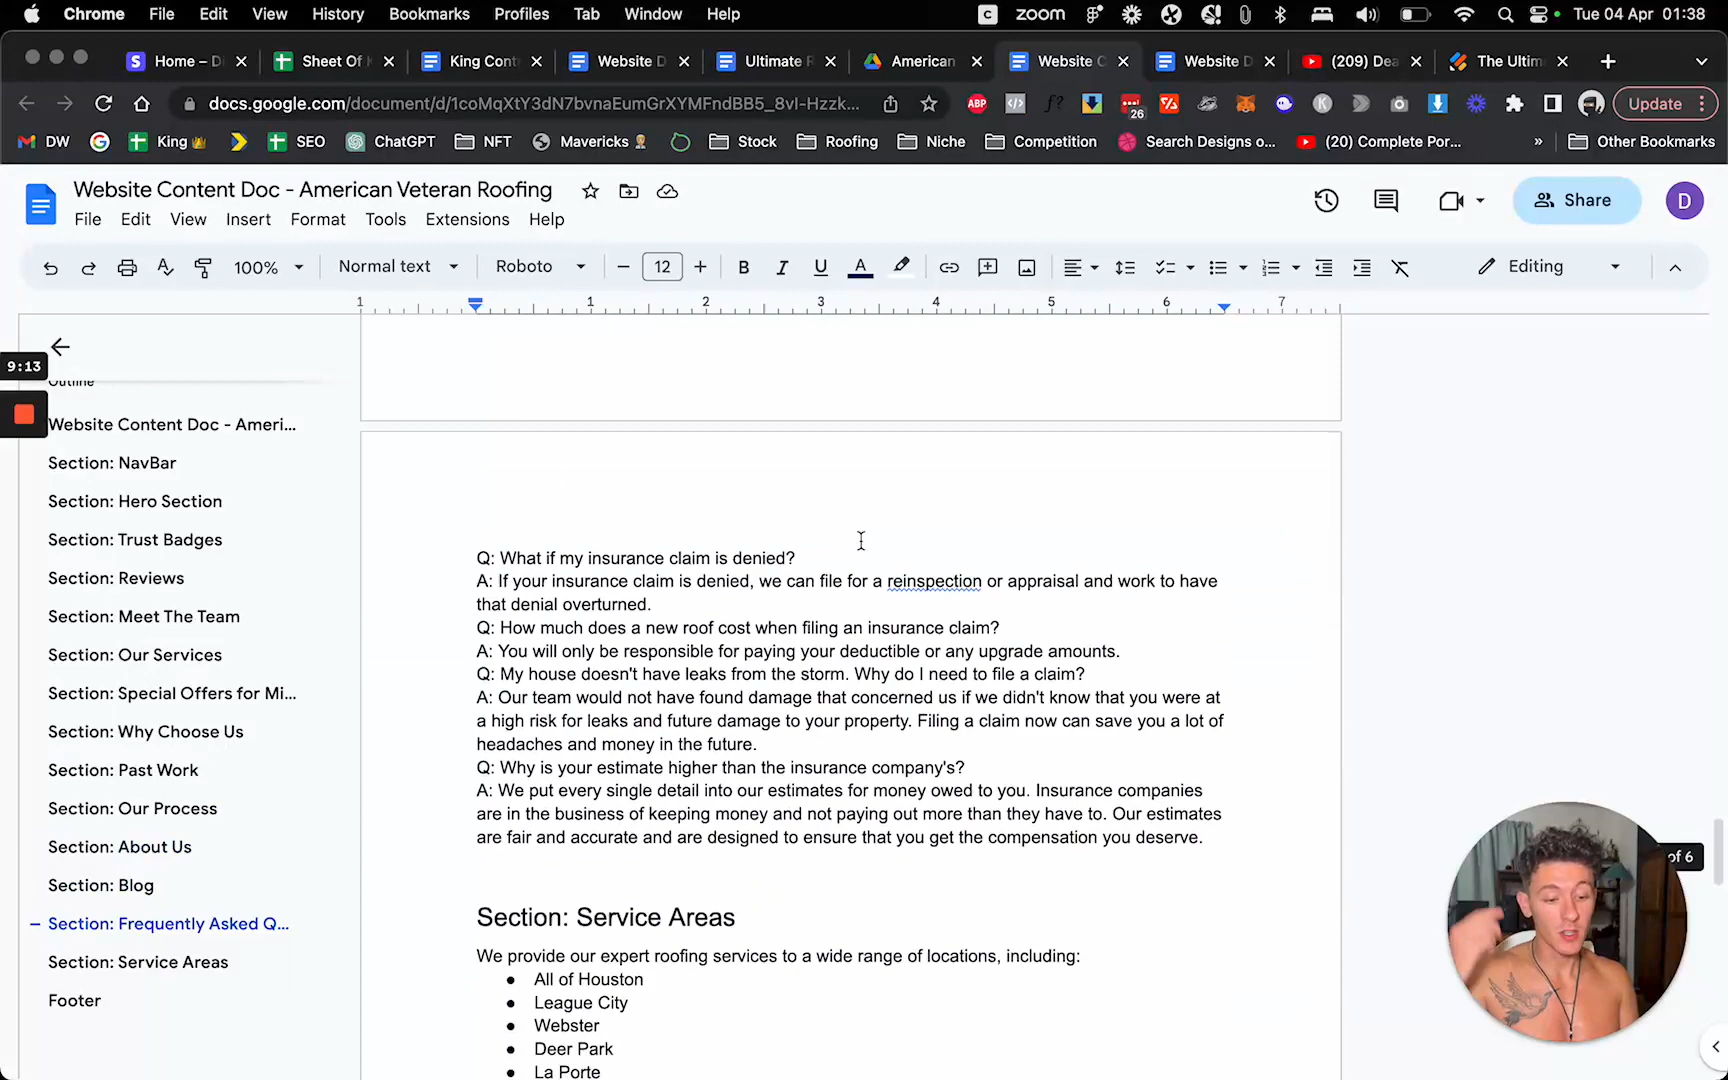 Chrome File Edit View History Bookmarks Profiles Tab Window Help C zoom Tue 04 Apr 01:38
S Home – D Sheet Of King Cont Website D Ultimate R American Website C Website D (209) Dea The Ultim
docs.google.com/document/d/1coMqXtY3dN7bvnaEumGrXYMFndBB5_8vI-Hzzk... ABP 26 Update
DW King SEO ChatGPT NFT Mavericks Stock Roofing Niche Competition Search Designs o... (20) Complete Por... » Other Bookmarks
Website Content Doc - American Veteran Roofing
File Edit View Insert Format Tools Extensions Help
Share D
100% Normal text Roboto 12 B I U A Editing
1 1 2 3 4 5 6 7
9:13
Outline
Website Content Doc - Ameri...
Section: NavBar
Section: Hero Section
Section: Trust Badges
Section: Reviews
Section: Meet The Team
Section: Our Services
Section: Special Offers for Mi...
Section: Why Choose Us
Section: Past Work
Section: Our Process
Section: About Us
Section: Blog
Section: Frequently Asked Q...
Section: Service Areas
Footer
Q: What if my insurance claim is denied?
A: If your insurance claim is denied, we can file for a reinspection or appraisal and work to have
that denial overturned.
Q: How much does a new roof cost when filing an insurance claim?
A: You will only be responsible for paying your deductible or any upgrade amounts.
Q: My house doesn't have leaks from the storm. Why do I need to file a claim?
A: Our team would not have found damage that concerned us if we didn't know that you were at
a high risk for leaks and future damage to your property. Filing a claim now can save you a lot of
headaches and money in the future.
Q: Why is your estimate higher than the insurance company's?
A: We put every single detail into our estimates for money owed to you. Insurance companies
are in the business of keeping money and not paying out more than they have to. Our estimates
are fair and accurate and are designed to ensure that you get the compensation you deserve.
Section: Service Areas
We provide our expert roofing services to a wide range of locations, including:
● All of Houston
● League City
● Webster
● Deer Park
● La Porte
of 6